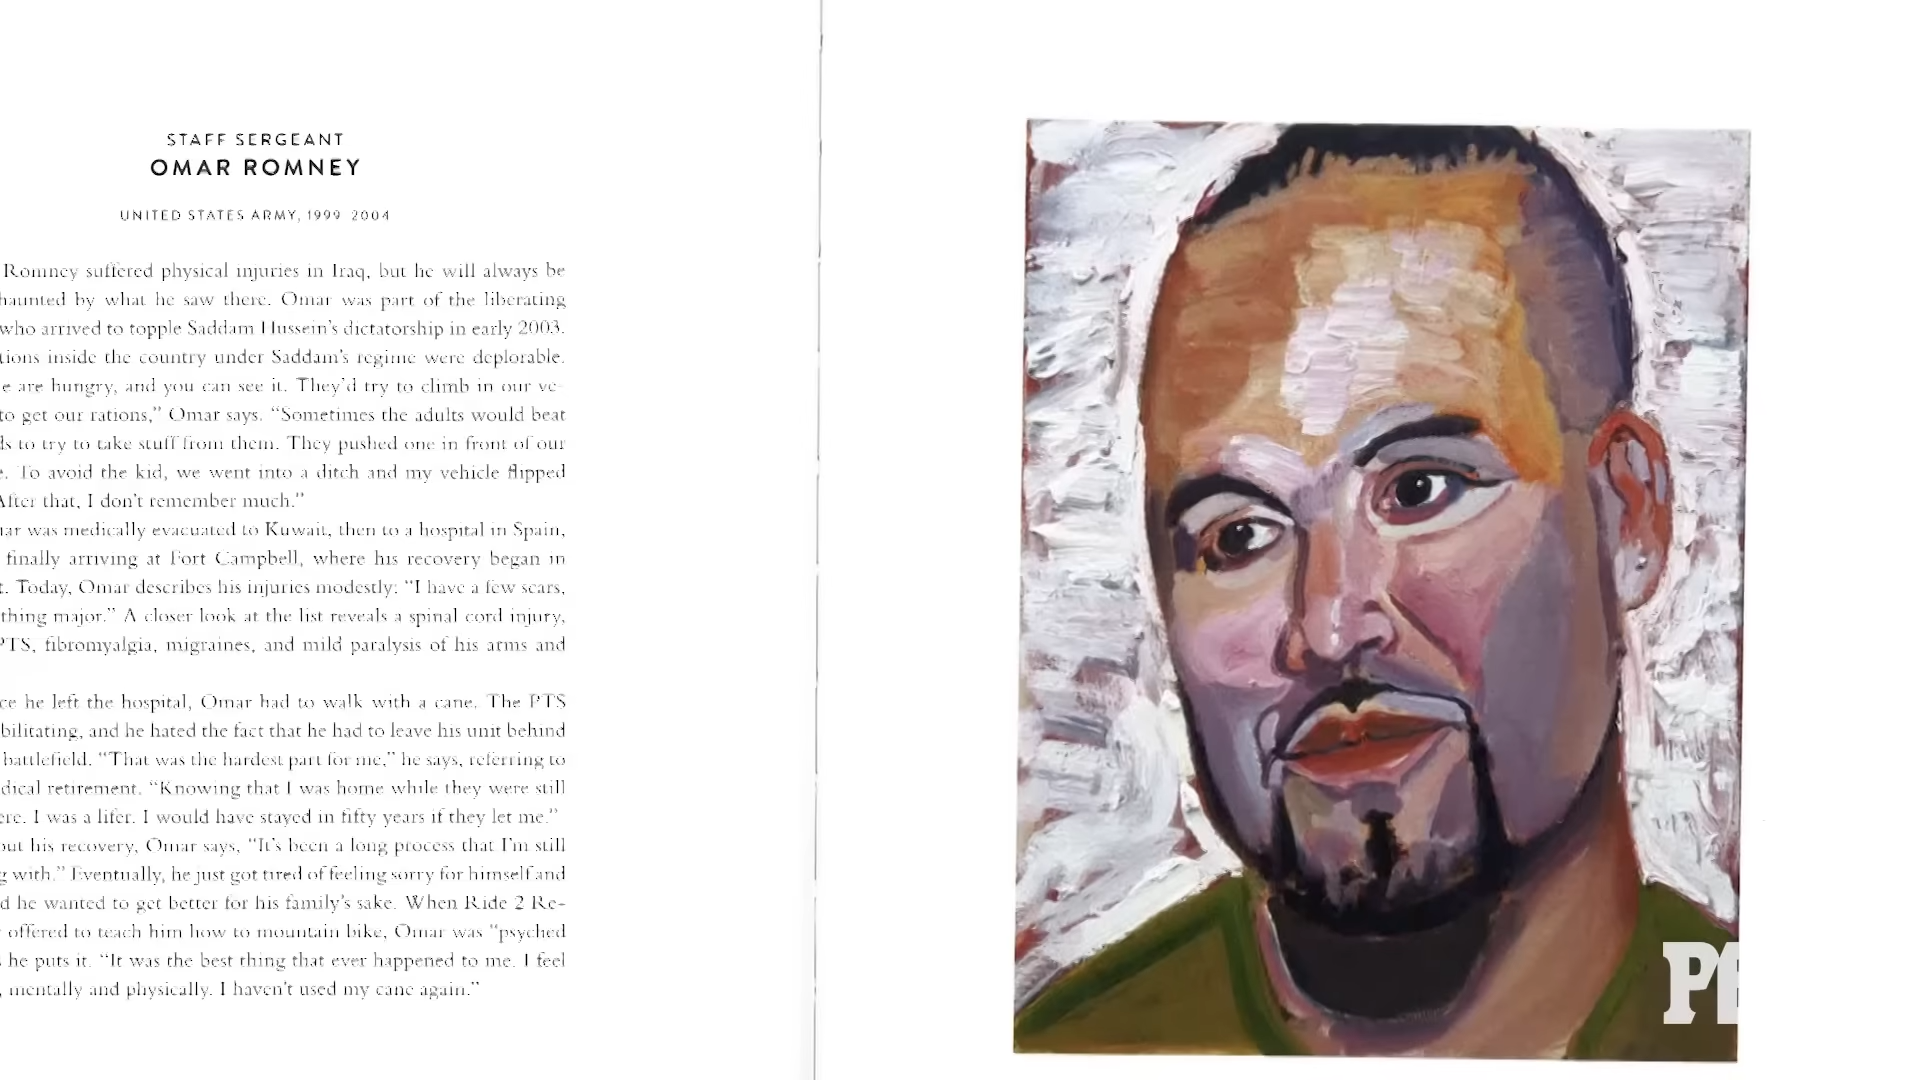 STAFF SERGEANT
OMAR ROMNEY
UNITED STATES ARMY, 1999–2004
Romney suffered physical injuries in Iraq, but he will always be
haunted by what he saw there. Omar was part of the liberating
who arrived to topple Saddam Hussein’s dictatorship in early 2003.
tions inside the country under Saddam’s regime were deplorable.
e are hungry, and you can see it. They’d try to climb in our ve-
to get our rations,” Omar says. “Sometimes the adults would beat
ds to try to take stuff from them. They pushed one in front of our
e. To avoid the kid, we went into a ditch and my vehicle flipped
After that, I don’t remember much.”
mar was medically evacuated to Kuwait, then to a hospital in Spain,
finally arriving at Fort Campbell, where his recovery began in
t. Today, Omar describes his injuries modestly: “I have a few scars,
thing major.” A closer look at the list reveals a spinal cord injury,
PTS, fibromyalgia, migraines, and mild paralysis of his arms and
ce he left the hospital, Omar had to walk with a cane. The PTS
bilitating, and he hated the fact that he had to leave his unit behind
battlefield. “That was the hardest part for me,” he says, referring to
dical retirement. “Knowing that I was home while they were still
ere. I was a lifer. I would have stayed in fifty years if they let me.”
out his recovery, Omar says, “It’s been a long process that I’m still
g with.” Eventually, he just got tired of feeling sorry for himself and
d he wanted to get better for his family’s sake. When Ride 2 Re-
offered to teach him how to mountain bike, Omar was “psyched
s he puts it. “It was the best thing that ever happened to me. I feel
, mentally and physically. I haven’t used my cane again.”